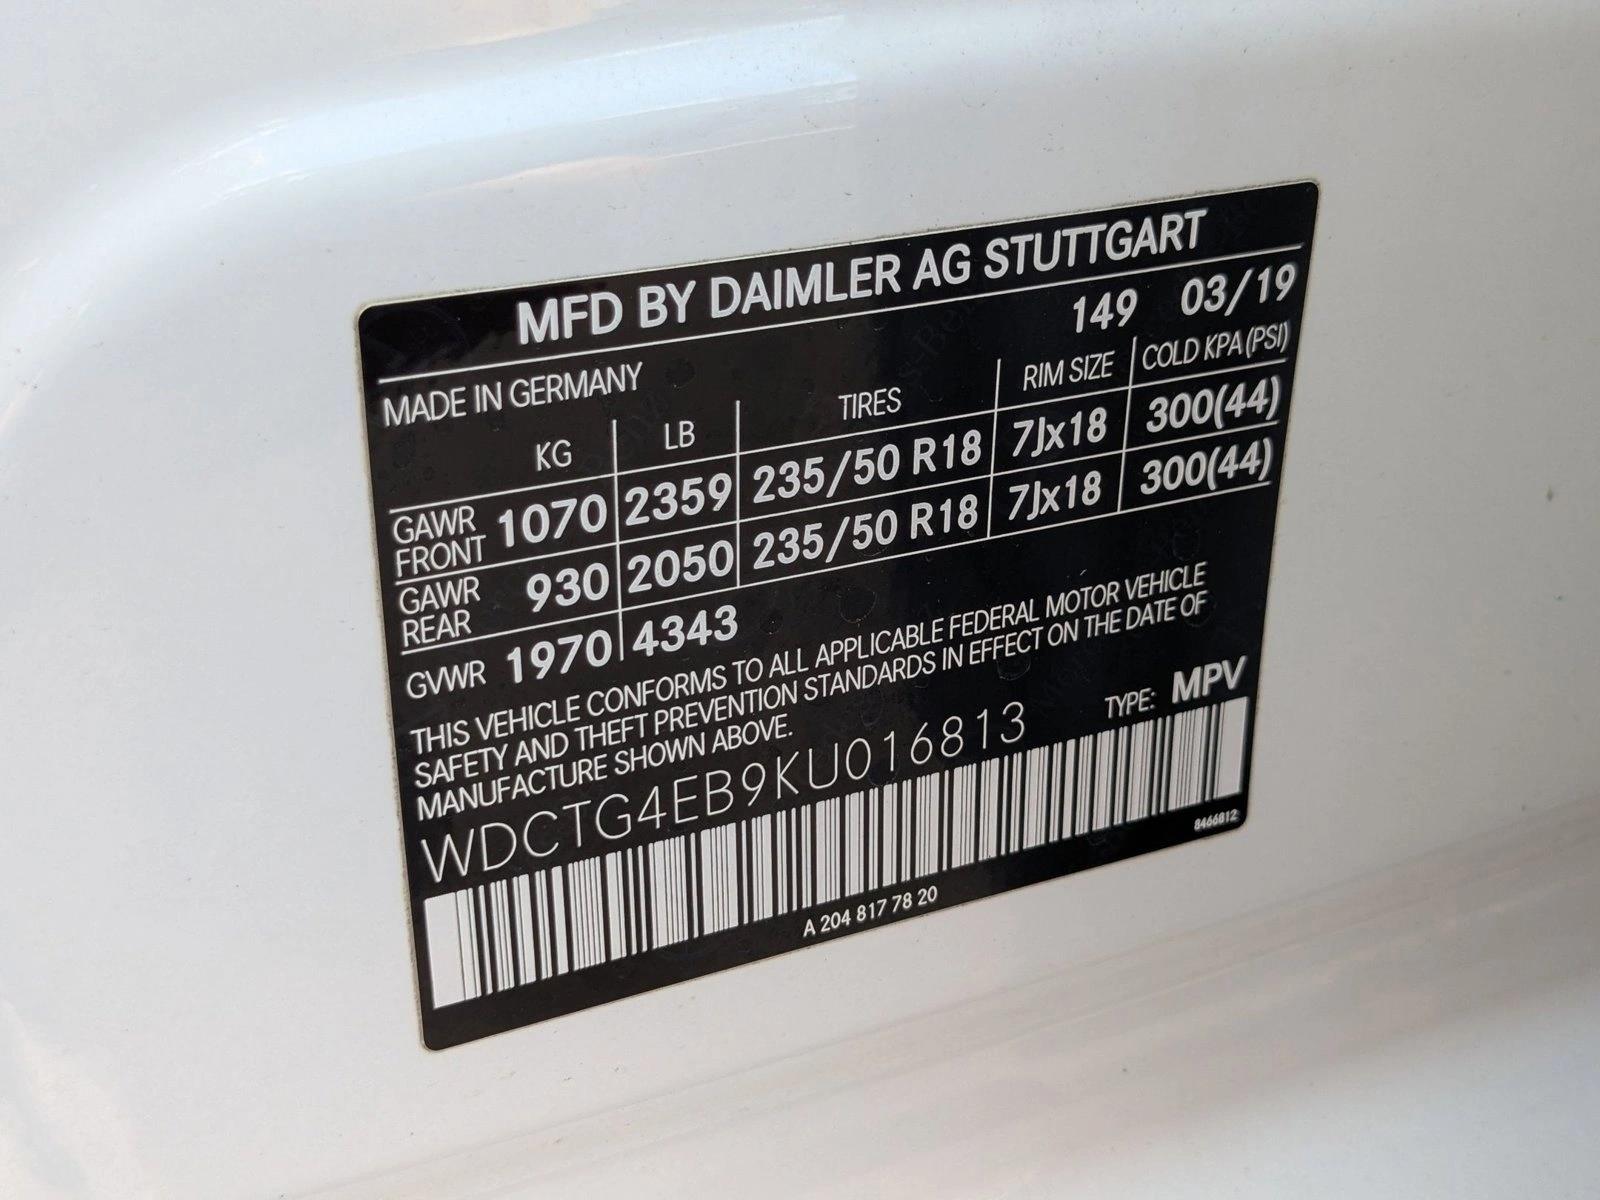 MFD BY DAIMLER AG STUTTGART
MADE IN GERMANY 149 03/19
KG LB TIRES RIM SIZE COLD KPA (PSI)
GAWR FRONT 1070 2359 235/50 R18 7Jx18 300(44)
GAWR REAR 930 2050 235/50 R18 7Jx18 300(44)
GVWR 1970 4343
THIS VEHICLE CONFORMS TO ALL APPLICABLE FEDERAL MOTOR VEHICLE
SAFETY AND THEFT PREVENTION STANDARDS IN EFFECT ON THE DATE OF
MANUFACTURE SHOWN ABOVE.
WDCTG4EB9KU016813 TYPE: MPV
8466812
A 204 817 78 20